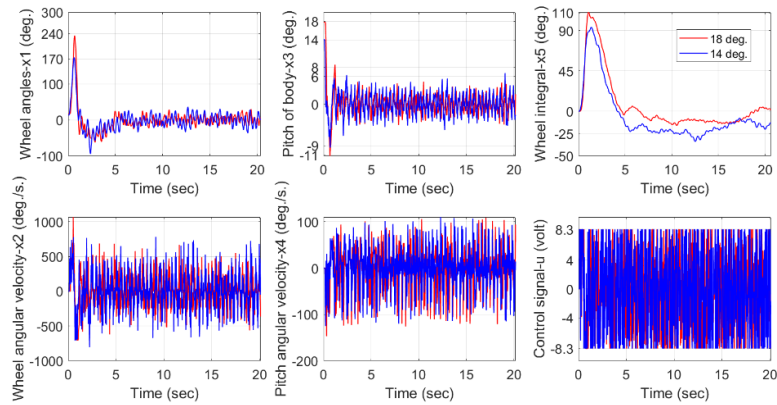 Wheel angles-x1 (deg.)
300
200
100
0
-100
0 5 10 15 20
Time (sec)
Pitch of body-x3 (deg.)
18
14
8
4
0
-9
-11
0 5 10 15 20
Time (sec)
Wheel integral-x5 (deg.)
110
90
45
10
-25
-50
0 5 10 15 20
Time (sec)
18 deg.
14 deg.
Wheel angular velocity-x2 (deg./s.)
1000
500
0
-500
-1000
0 5 10 15 20
Time (sec)
Pitch angular velocity-x4 (deg./s.)
100
0
-100
-200
0 5 10 15 20
Time (sec)
Control signal-u (volt)
8.3
4
0
-4
-8.3
0 5 10 15 20
Time (sec)